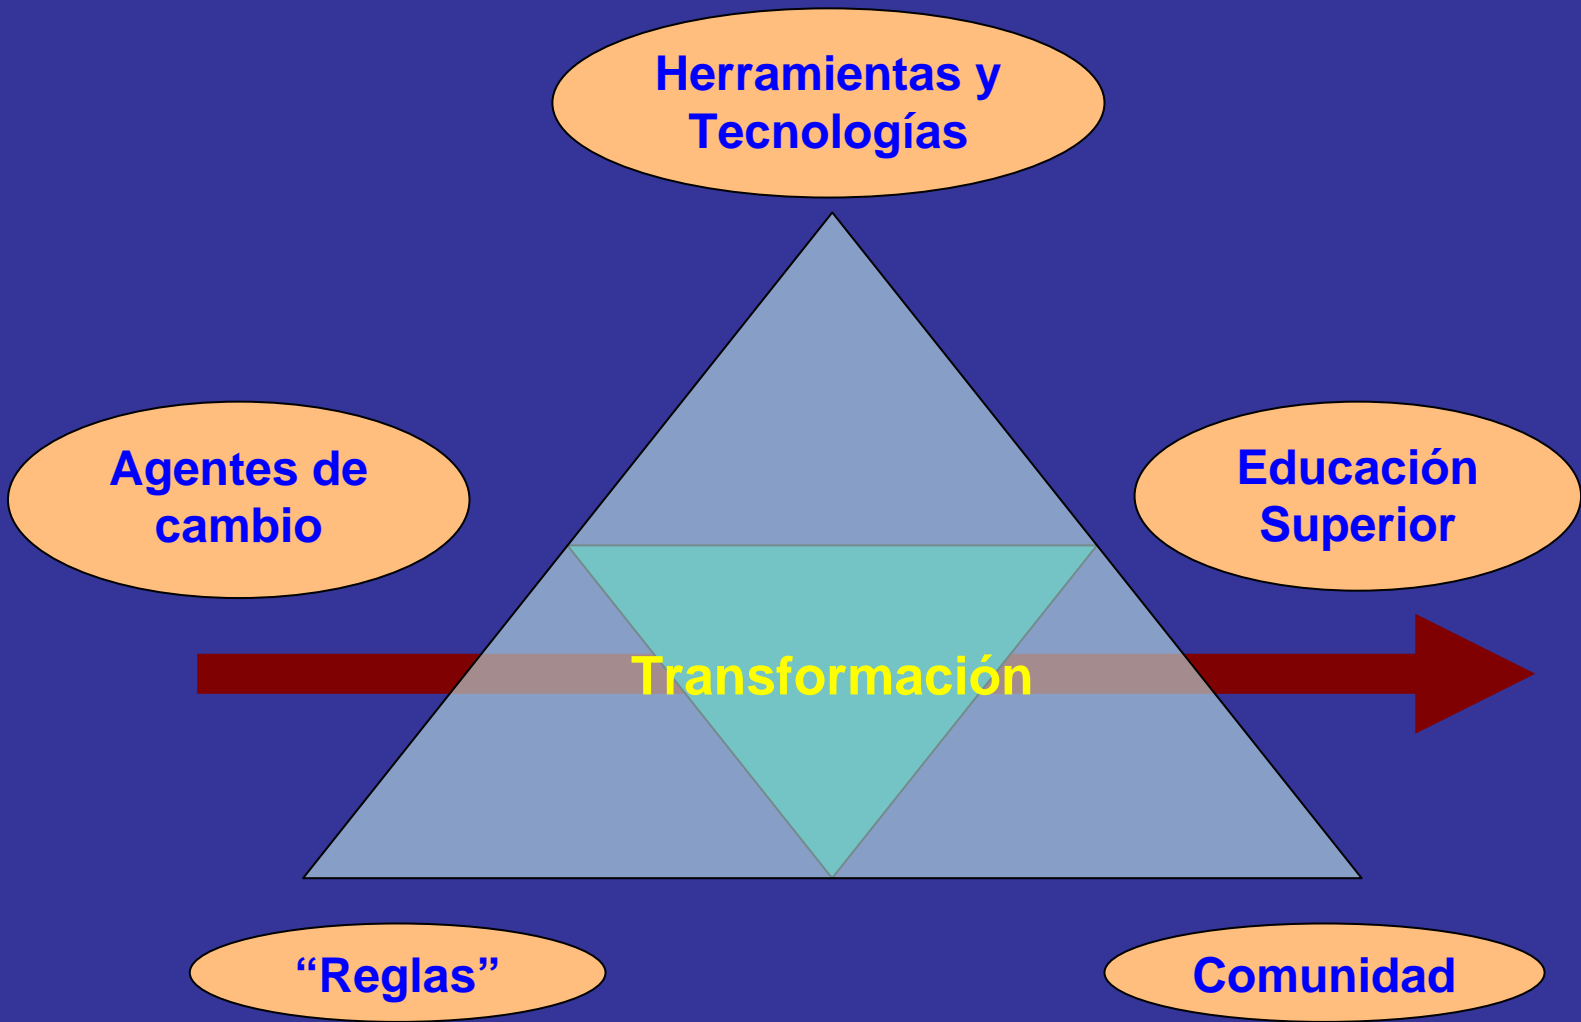 Herramientas y
Tecnologías
Agentes de
cambio
Educación
Superior
Transformación
“Reglas”
Comunidad